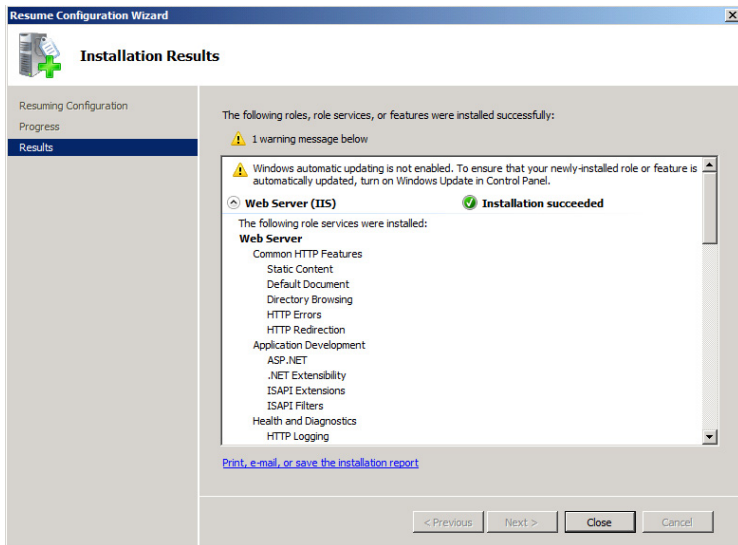 Resume Configuration Wizard
Installation Results
Resuming Configuration
Progress
Results
The following roles, role services, or features were installed successfully:
1 warning message below
Windows automatic updating is not enabled. To ensure that your newly-installed role or feature is
automatically updated, turn on Windows Update in Control Panel.
Web Server (IIS) Installation succeeded
The following role services were installed:
Web Server
Common HTTP Features
Static Content
Default Document
Directory Browsing
HTTP Errors
HTTP Redirection
Application Development
ASP.NET
.NET Extensibility
ISAPI Extensions
ISAPI Filters
Health and Diagnostics
HTTP Logging
Print, e-mail, or save the installation report
< Previous Next > Close Cancel